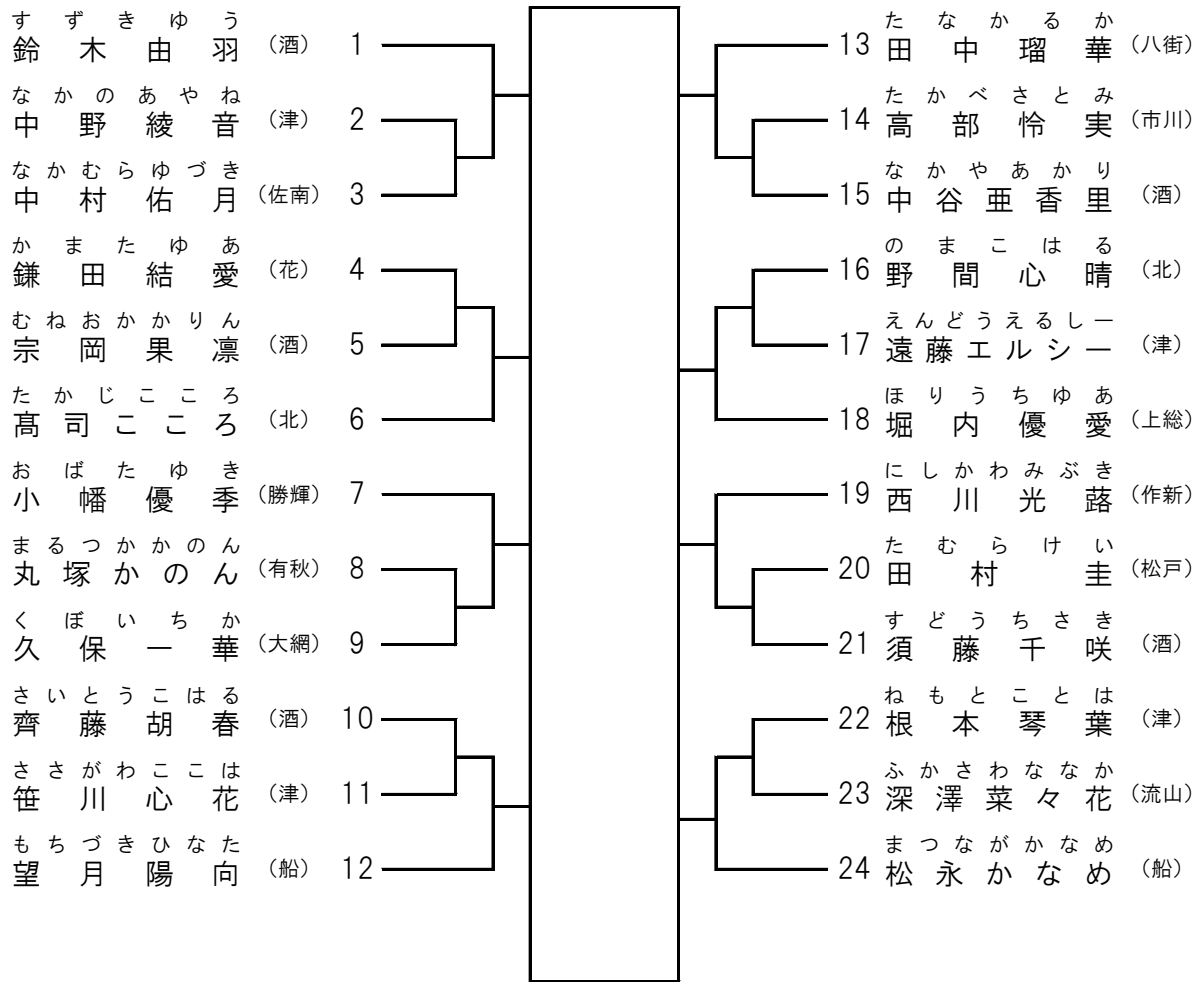 すずきゆう
鈴木由羽 (酒) 1
なかのあやね
中野綾音 (津) 2
なかむらゆづき
中村佑月 (佐南) 3
かまたゆあ
鎌田結愛 (花) 4
むねおかかりん
宗岡果凛 (酒) 5
たかじこころ
髙司こころ (北) 6
おばたゆき
小幡優季 (勝輝) 7
まるつかかのん
丸塚かのん (有秋) 8
くぼいちか
久保一華 (大網) 9
さいとうこはる
齊藤胡春 (酒) 10
ささがわここは
笹川心花 (津) 11
もちづきひなた
望月陽向 (船) 12
たなかるか
13 田中瑠華 (八街)
たかべさとみ
14 高部怜実 (市川)
なかやあかり
15 中谷亜香里 (酒)
のまこはる
16 野間心晴 (北)
えんどうえるしー
17 遠藤エルシー (津)
ほりうちゆあ
18 堀内優愛 (上総)
にしかわみぶき
19 西川光蕗 (作新)
たむらけい
20 田村圭 (松戸)
すどうちさき
21 須藤千咲 (酒)
ねもとことは
22 根本琴葉 (津)
ふかさわななか
23 深澤菜々花 (流山)
まつながかなめ
24 松永かなめ (船)